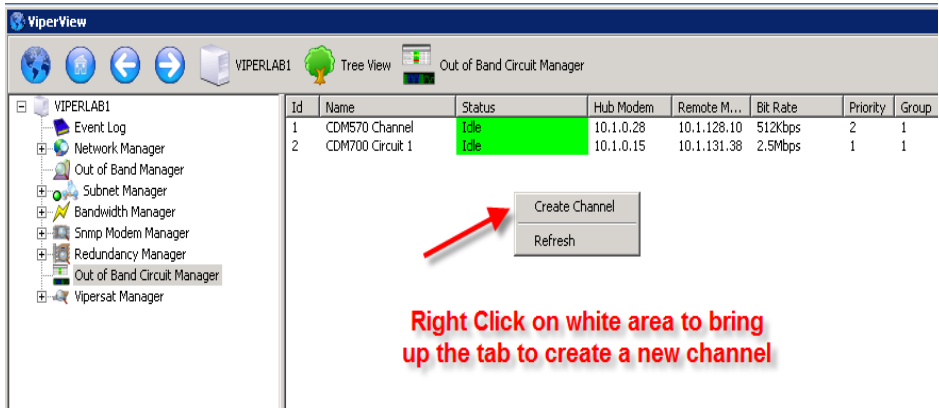 ViperView
VIPERLAB1 Tree View Out of Band Circuit Manager
VIPERLAB1
Event Log
Network Manager
Out of Band Manager
Subnet Manager
Bandwidth Manager
Snmp Modem Manager
Redundancy Manager
Out of Band Circuit Manager
Vipersat Manager
Id Name Status Hub Modem Remote M... Bit Rate Priority Group
1 CDM570 Channel Idle 10.1.0.28 10.1.128.10 512Kbps 2 1
2 CDM700 Circuit 1 Idle 10.1.0.15 10.1.131.38 2.5Mbps 1 1
Create Channel
Refresh
Right Click on white area to bring
up the tab to create a new channel